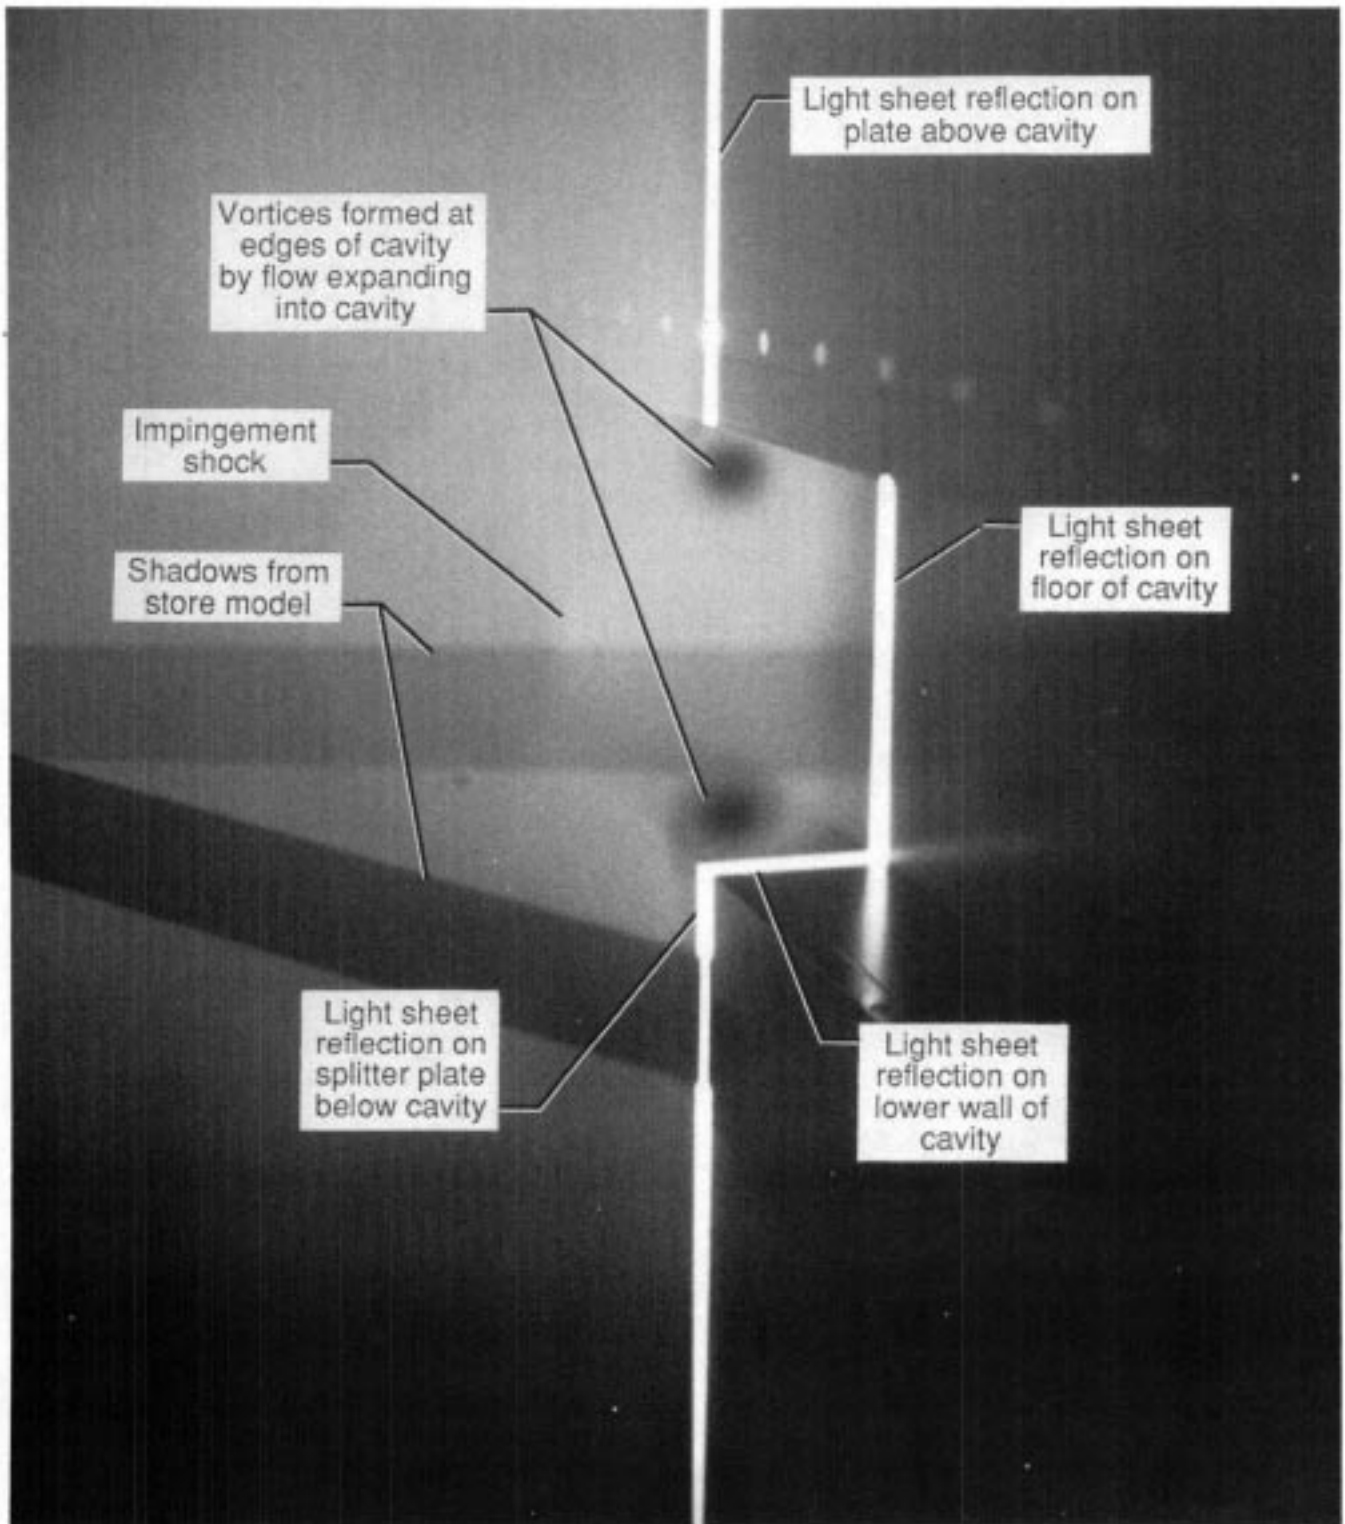 Light sheet reflection on
plate above cavity
Vortices formed at
edges of cavity
by flow expanding
into cavity
Impingement
shock
Shadows from
store model
Light sheet
reflection on
floor of cavity
Light sheet
reflection on
splitter plate
below cavity
Light sheet
reflection on
lower wall of
cavity